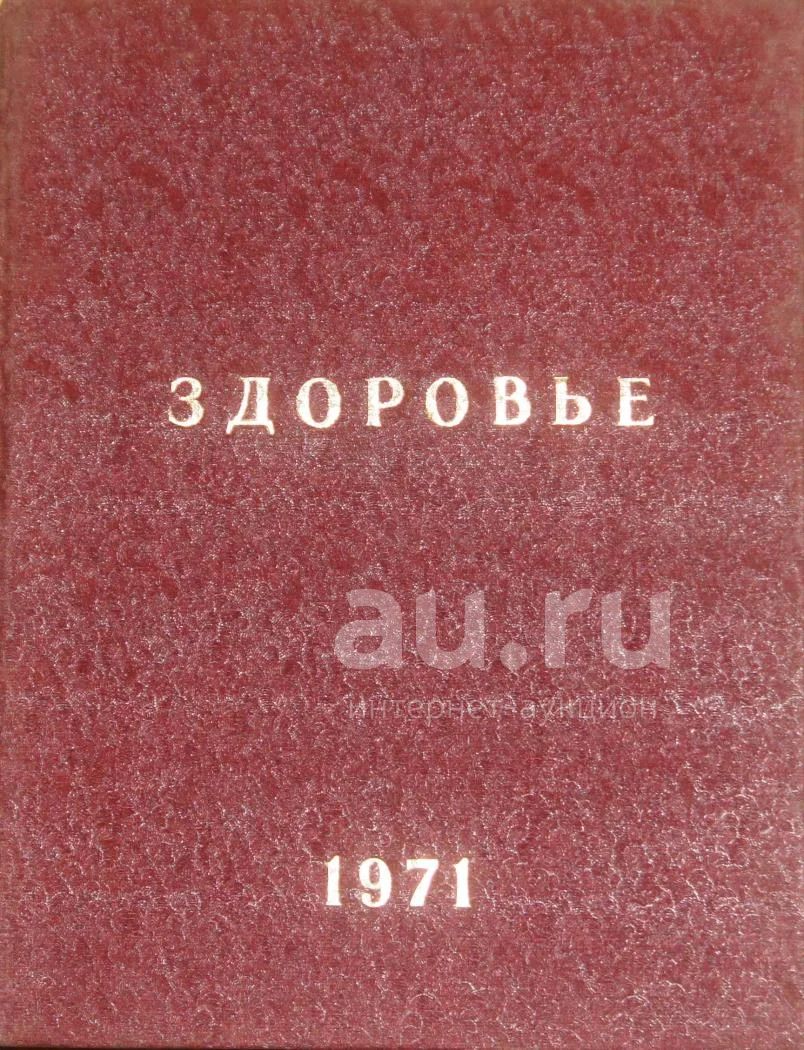 ЗДОРОВЬЕ
au.ru
интернет-аукцион
1971